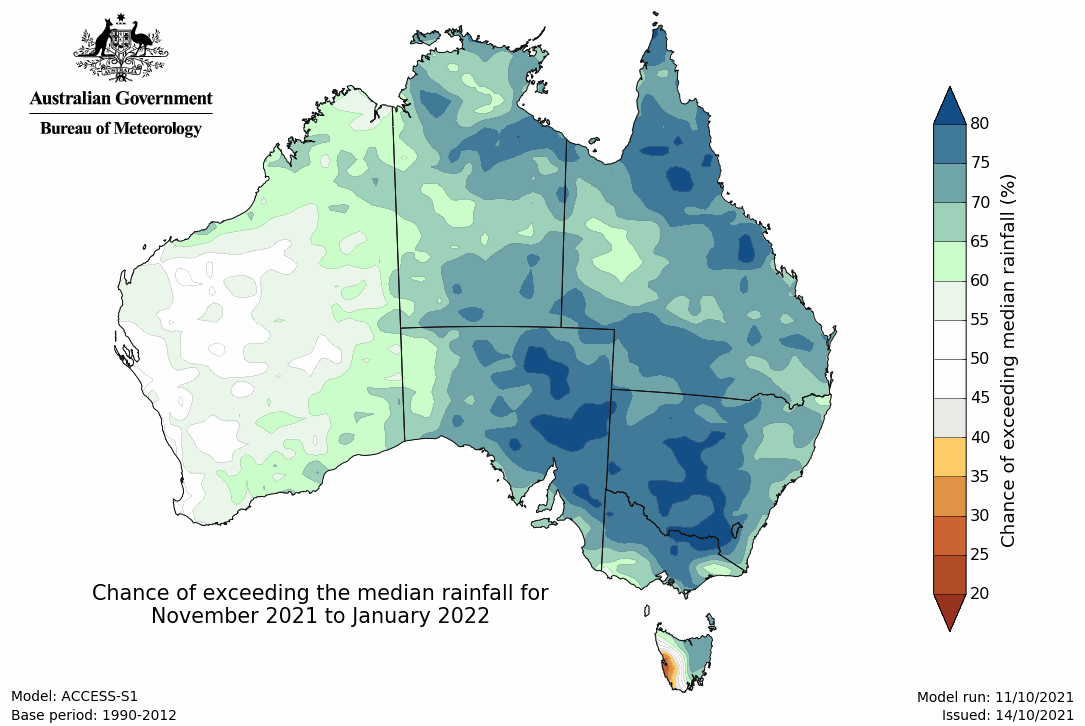 Australian Government
Bureau of Meteorology
80
75
70
65
60
55
50
45
40
35
30
25
20
Chance of exceeding median rainfall (%)
Chance of exceeding the median rainfall for
November 2021 to January 2022
Model: ACCESS-S1
Base period: 1990-2012
Model run: 11/10/2021
Issued: 14/10/2021